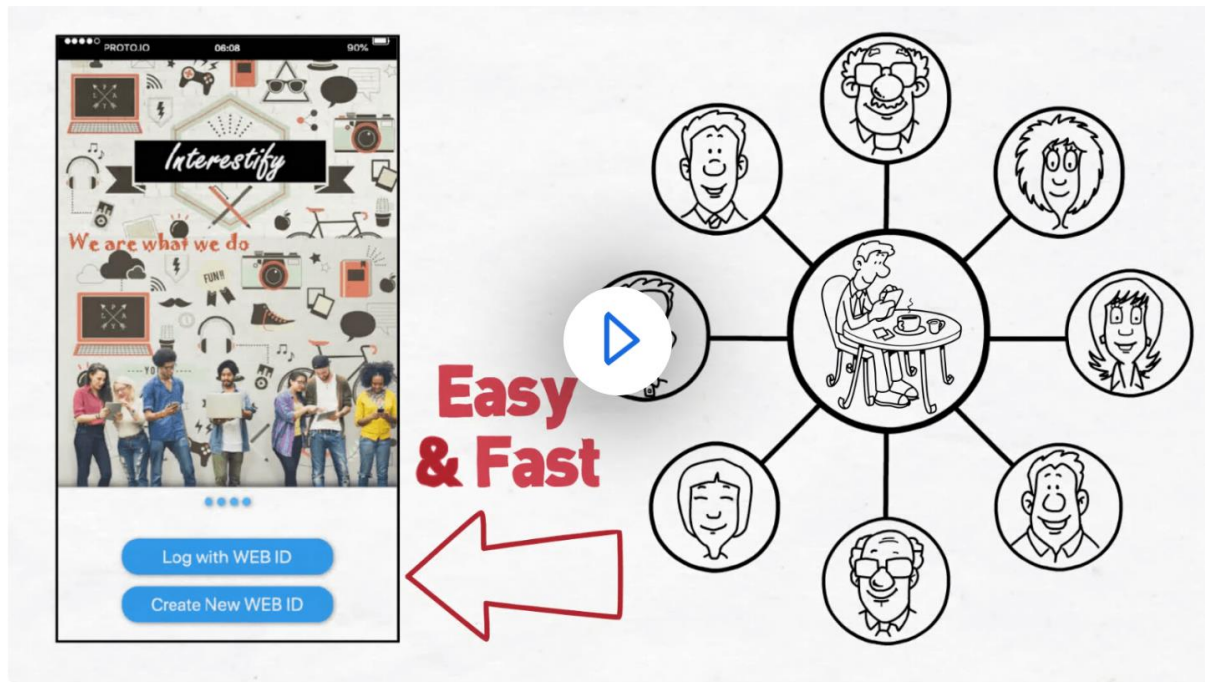 PROTO.IO 06:08 90%
Interestify
We are what we do
FUN!!
Easy
& Fast
Log with WEB ID
Create New WEB ID